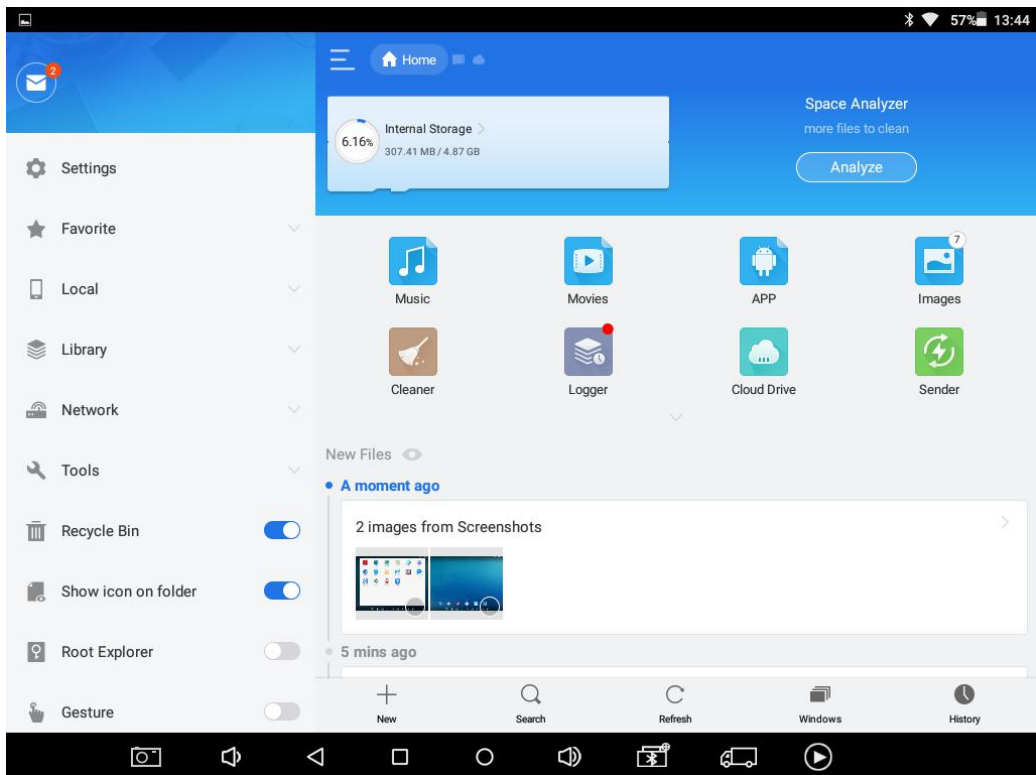 57% 13:44
2
Settings
Favorite
Local
Library
Network
Tools
Recycle Bin
Show icon on folder
Root Explorer
Gesture
Home
6.16%
Internal Storage
307.41 MB / 4.87 GB
Space Analyzer
more files to clean
Analyze
Music
Movies
APP
7
Images
Cleaner
Logger
Cloud Drive
Sender
New Files
A moment ago
2 images from Screenshots
5 mins ago
New
Search
Refresh
Windows
History